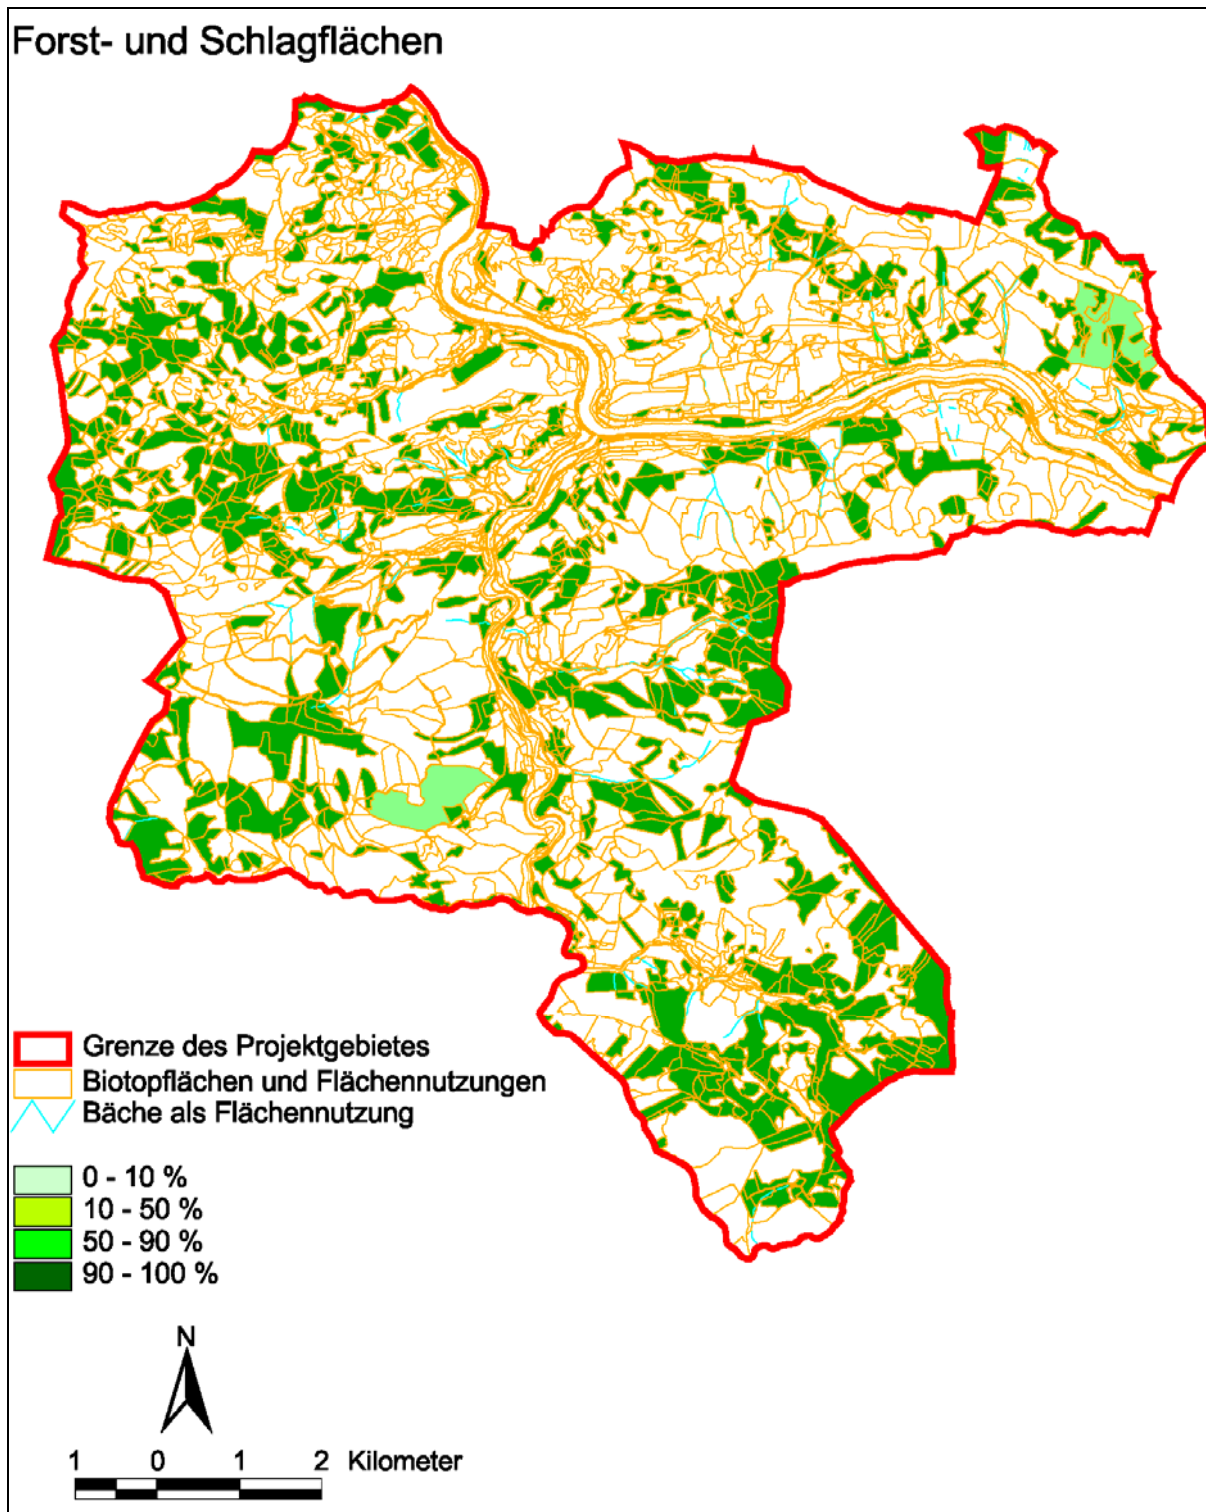 Forst- und Schlagflächen
Grenze des Projektgebietes
Biotopflächen und Flächennutzungen
Bäche als Flächennutzung
0 - 10 %
10 - 50 %
50 - 90 %
90 - 100 %
N
1 0 1 2 Kilometer